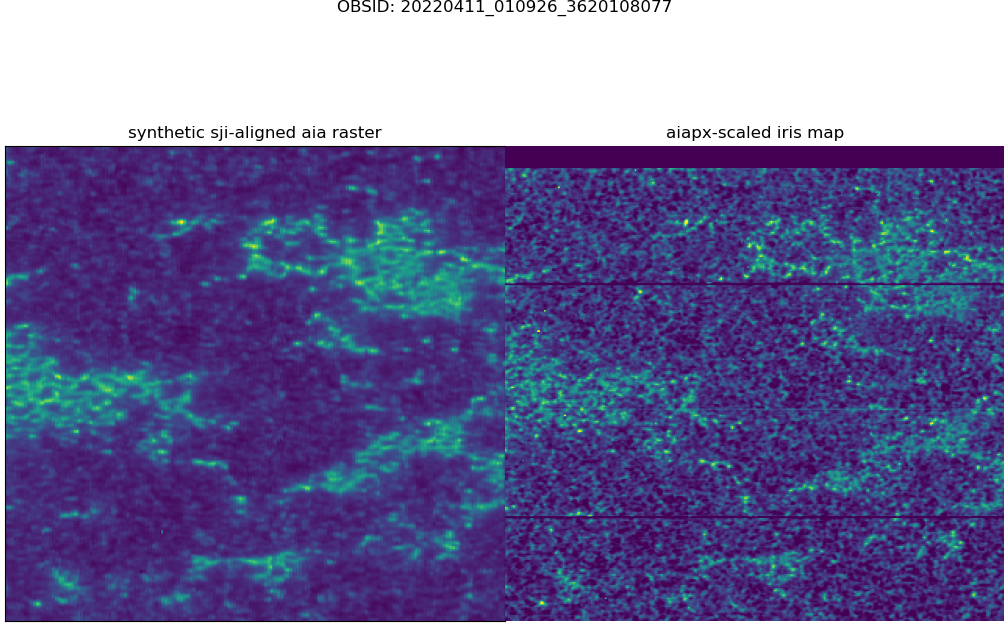 OBSID: 20220411_010926_3620108077
synthetic sji-aligned aia raster
aiapx-scaled iris map